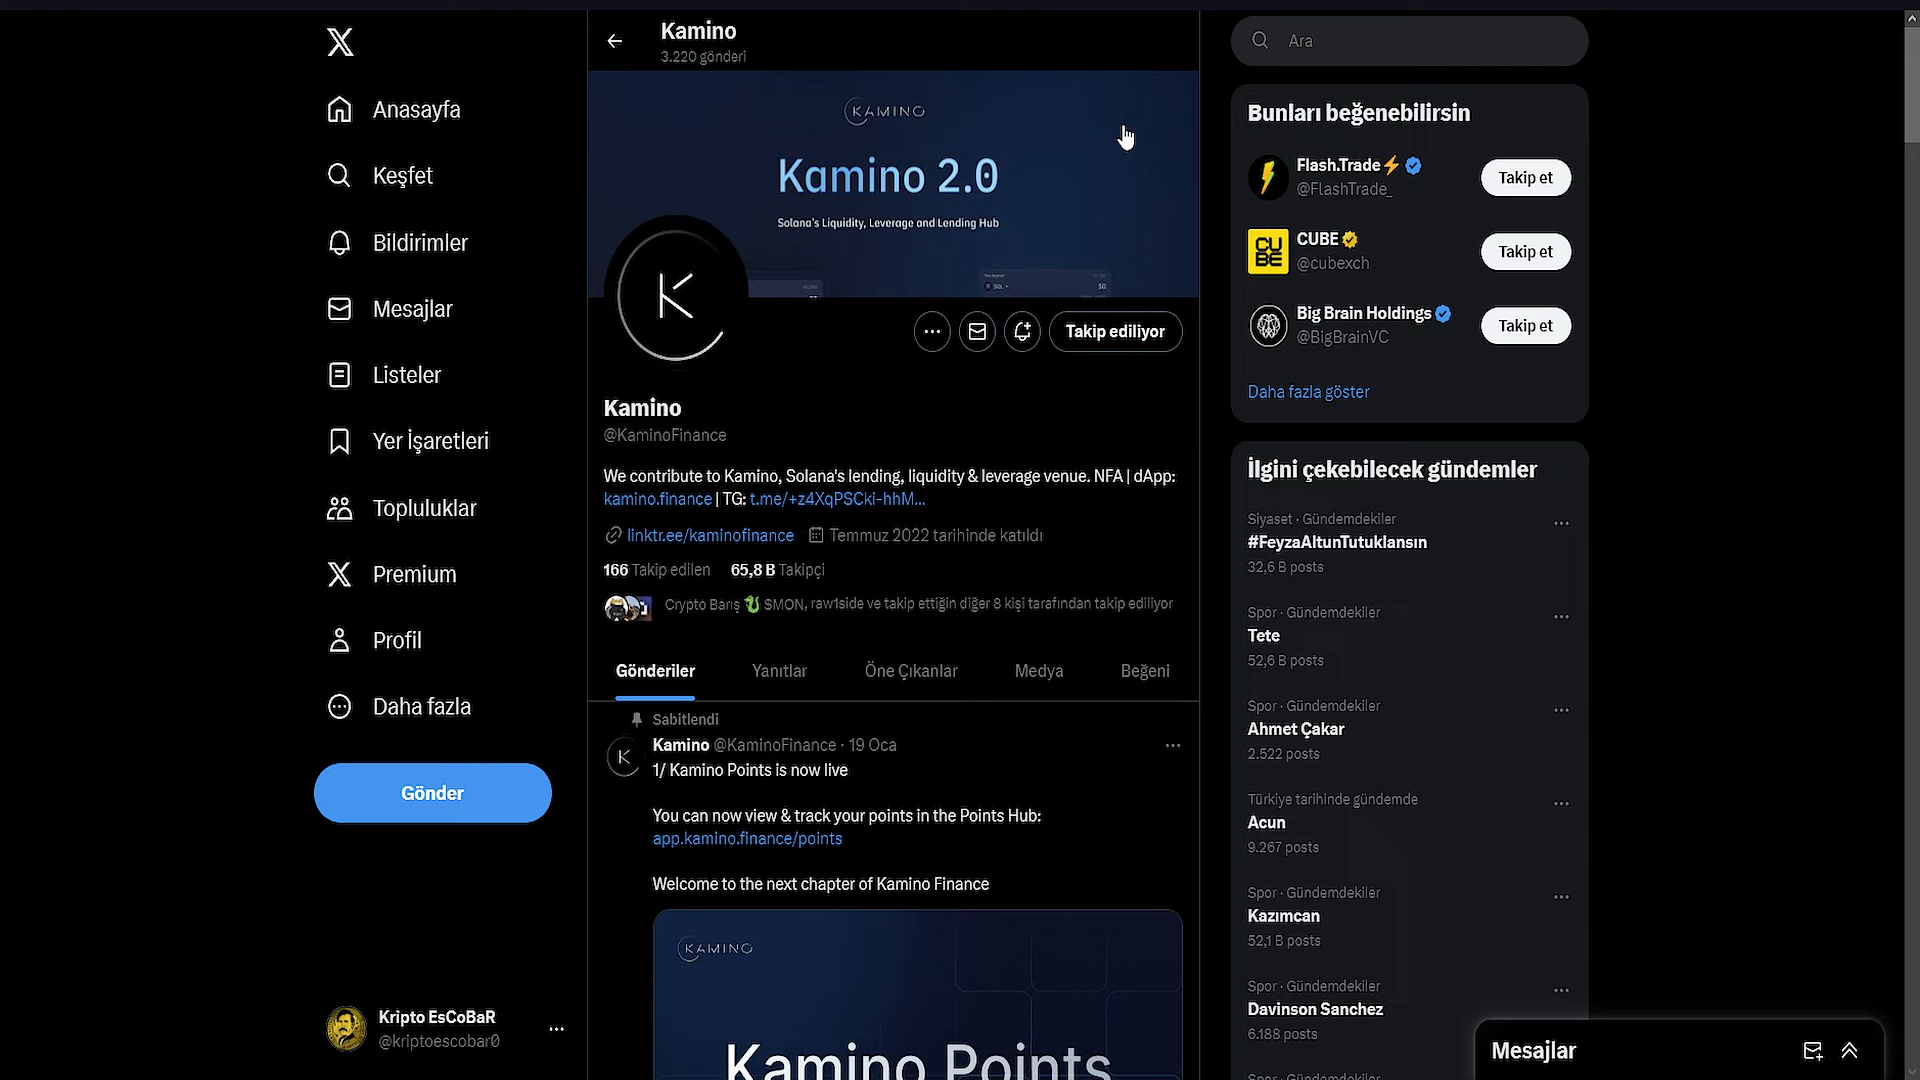 Anasayfa
Keşfet
Bildirimler
Mesajlar
Listeler
Yer İşaretleri
Topluluklar
Premium
Profil
Daha fazla
Gönder
Kripto EsCoBaR
@kriptoescobar0
Kamino
3.220 gönderi
KAMINO
Kamino 2.0
Solana's Liquidity, Leverage and Lending Hub
Takip ediliyor
Kamino
@KaminoFinance
We contribute to Kamino, Solana's lending, liquidity & leverage venue. NFA | dApp:
kamino.finance | TG: t.me/+z4XqPSCki-hhM...
linktr.ee/kaminofinance Temmuz 2022 tarihinde katıldı
166 Takip edilen 65,8 B Takipçi
Crypto Barış $MON, raw1side ve takip ettiğin diğer 8 kişi tarafından takip ediliyor
Gönderiler Yanıtlar Öne Çıkanlar Medya Beğeni
Sabitlendi
Kamino @KaminoFinance · 19 Oca
1/ Kamino Points is now live
You can now view & track your points in the Points Hub:
app.kamino.finance/points
Welcome to the next chapter of Kamino Finance
KAMINO
Kamino Points
Ara
Bunları beğenebilirsin
Flash.Trade
@FlashTrade_
Takip et
CUBE
@cubexch
Takip et
Big Brain Holdings
@BigBrainVC
Takip et
Daha fazla göster
İlgini çekebilecek gündemler
Siyaset · Gündemdekiler
#FeyzaAltunTutuklansın
32,6 B posts
Spor · Gündemdekiler
Tete
52,6 B posts
Spor · Gündemdekiler
Ahmet Çakar
2.522 posts
Türkiye tarihinde gündemde
Acun
9.267 posts
Spor · Gündemdekiler
Kazımcan
52,1 B posts
Spor · Gündemdekiler
Davinson Sanchez
6.188 posts
Spor · Gündemdekiler
Mesajlar